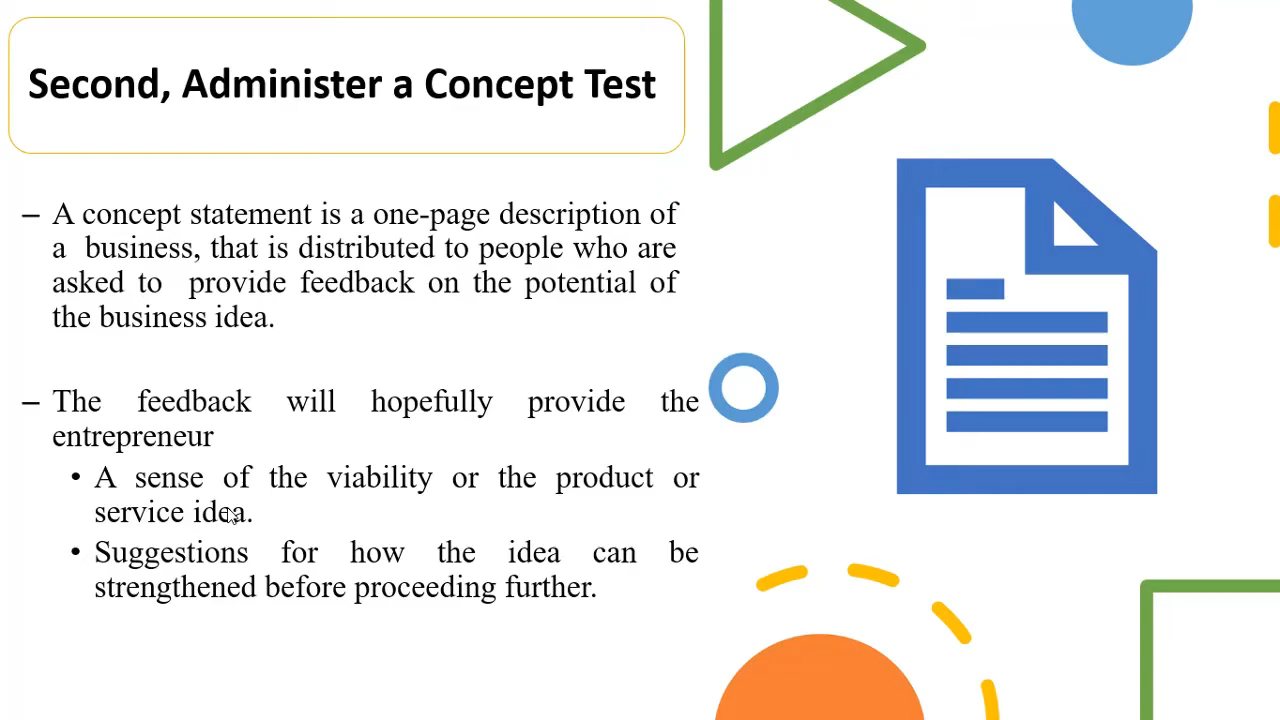 Second, Administer a Concept Test
– A concept statement is a one-page description of
a business, that is distributed to people who are
asked to provide feedback on the potential of
the business idea.
– The feedback will hopefully provide the
entrepreneur
• A sense of the viability or the product or
service idea.
• Suggestions for how the idea can be
strengthened before proceeding further.